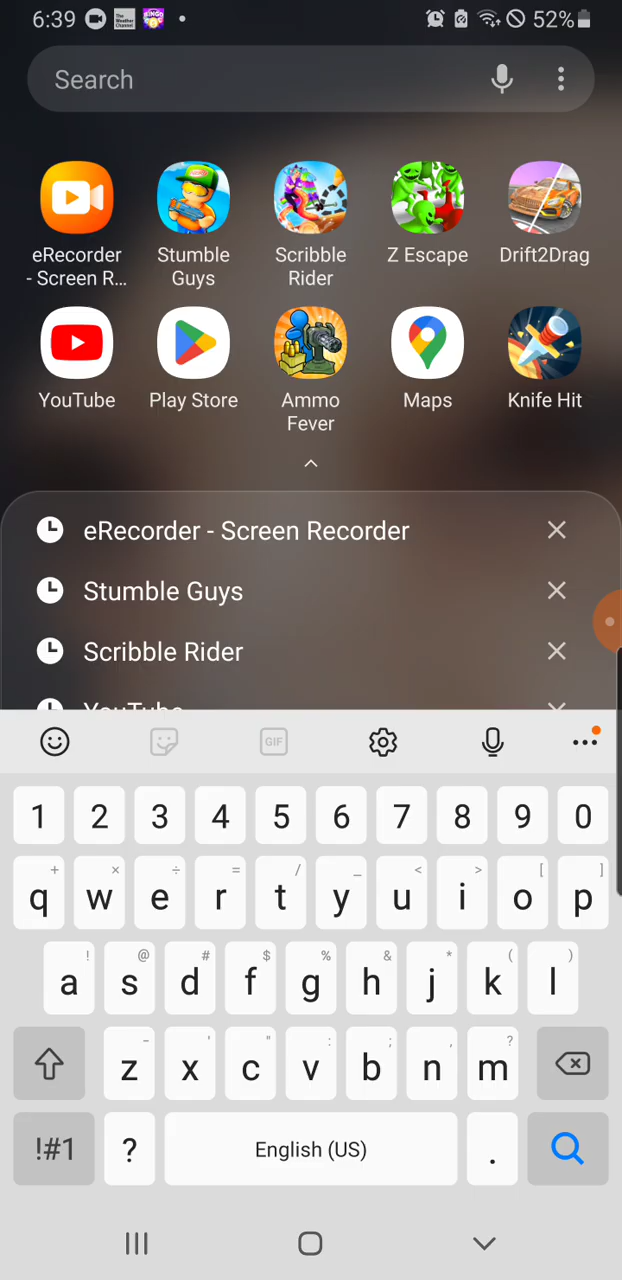 6:39
52%
Search
eRecorder
- Screen R...
Stumble
Guys
Scribble
Rider
Z Escape
Drift2Drag
YouTube
Play Store
Ammo
Fever
Maps
Knife Hit
eRecorder - Screen Recorder
Stumble Guys
Scribble Rider
YouTube
GIF
1 2 3 4 5 6 7 8 9 0
+ × ÷ = / _ < > [ ]
q w e r t y u i o p
! @ # $ % & * ( )
a s d f g h j k l
- ' " : ; , ?
z x c v b n m
!#1 ? English (US) .